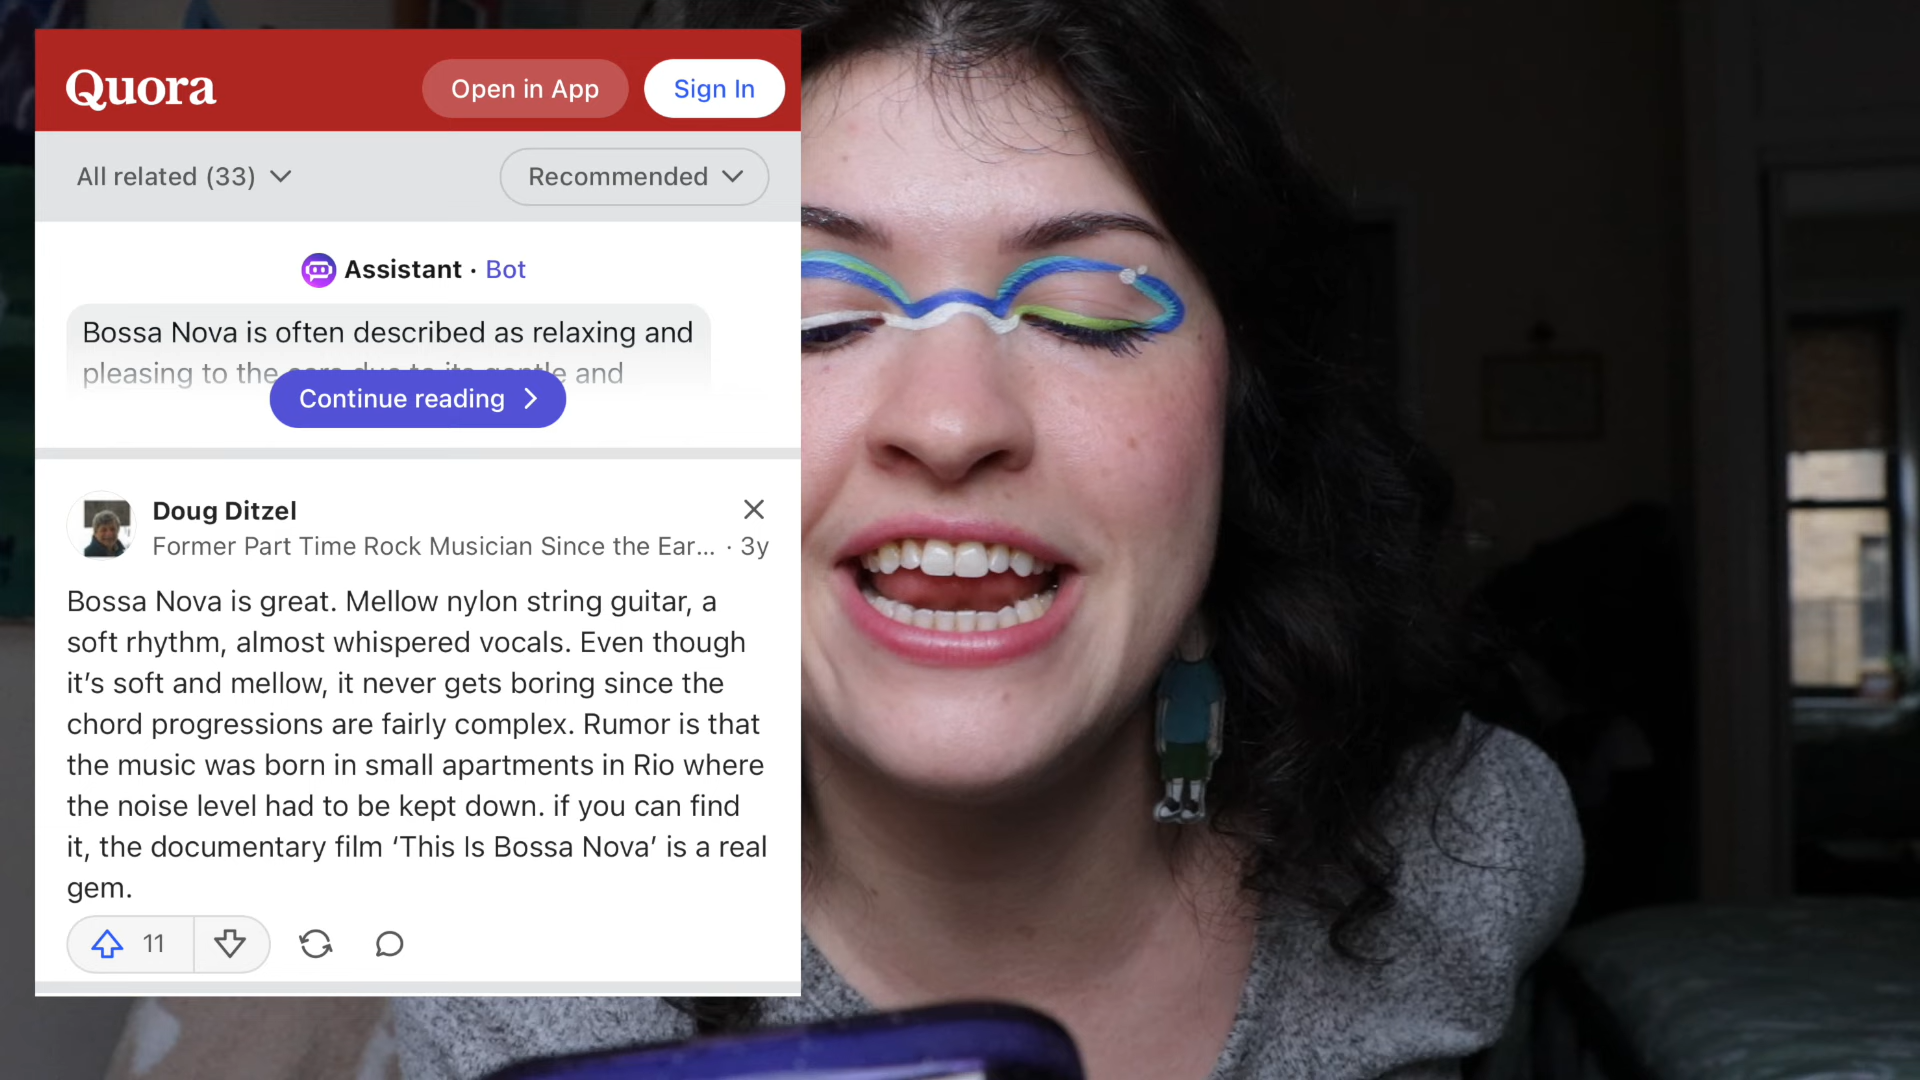 Quora
Open in App
Sign In
All related (33)
Recommended
Assistant · Bot
Bossa Nova is often described as relaxing and
pleasing to the ears due to its gentle and
Continue reading
Doug Ditzel
Former Part Time Rock Musician Since the Ear... · 3y
Bossa Nova is great. Mellow nylon string guitar, a
soft rhythm, almost whispered vocals. Even though
it’s soft and mellow, it never gets boring since the
chord progressions are fairly complex. Rumor is that
the music was born in small apartments in Rio where
the noise level had to be kept down. if you can find
it, the documentary film ‘This Is Bossa Nova’ is a real
gem.
11